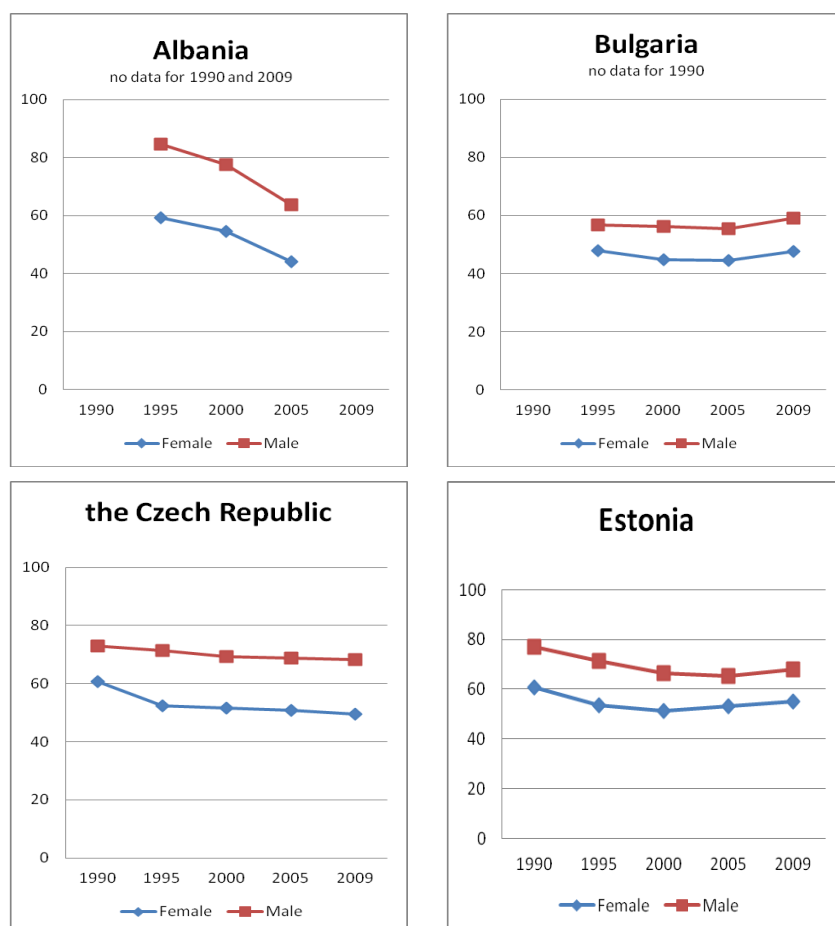 Albania
no data for 1990 and 2009
100
80
60
40
20
0
1990 1995 2000 2005 2009
Female Male
Bulgaria
no data for 1990
100
80
60
40
20
0
1990 1995 2000 2005 2009
Female Male
the Czech Republic
100
80
60
40
20
0
1990 1995 2000 2005 2009
Female Male
Estonia
100
80
60
40
20
0
1990 1995 2000 2005 2009
Female Male